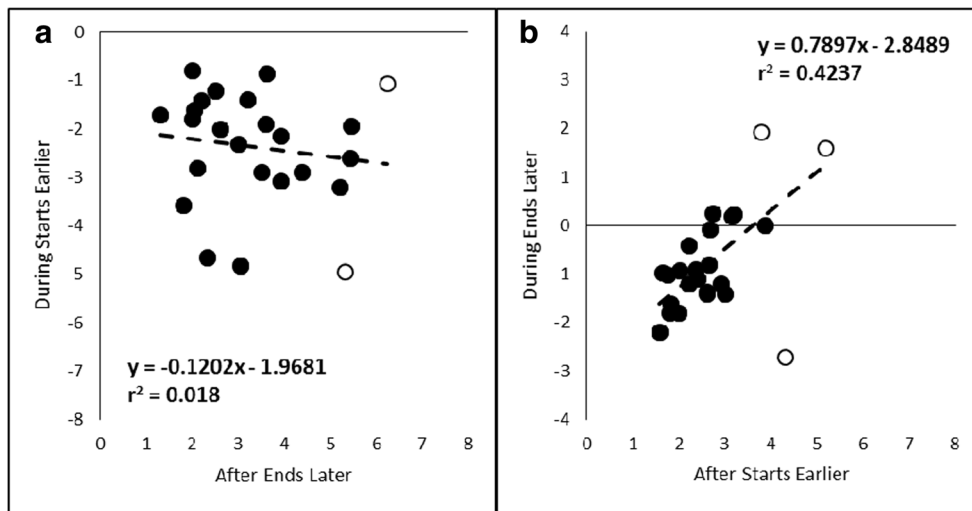 a
0
-1
-2
-3
-4
5
-6
-7
-8
During Starts Earlier
y = -0.1202x - 1.9681
r² = 0.018
0 1 2 3 4 5 6 7 8
After Ends Later
b
4
3
2
1
0
1
-2
-3
-4
During Ends Later
y = 0.7897x - 2.8489
r² = 0.4237
0 1 2 3 4 5 6 7 8
After Starts Earlier